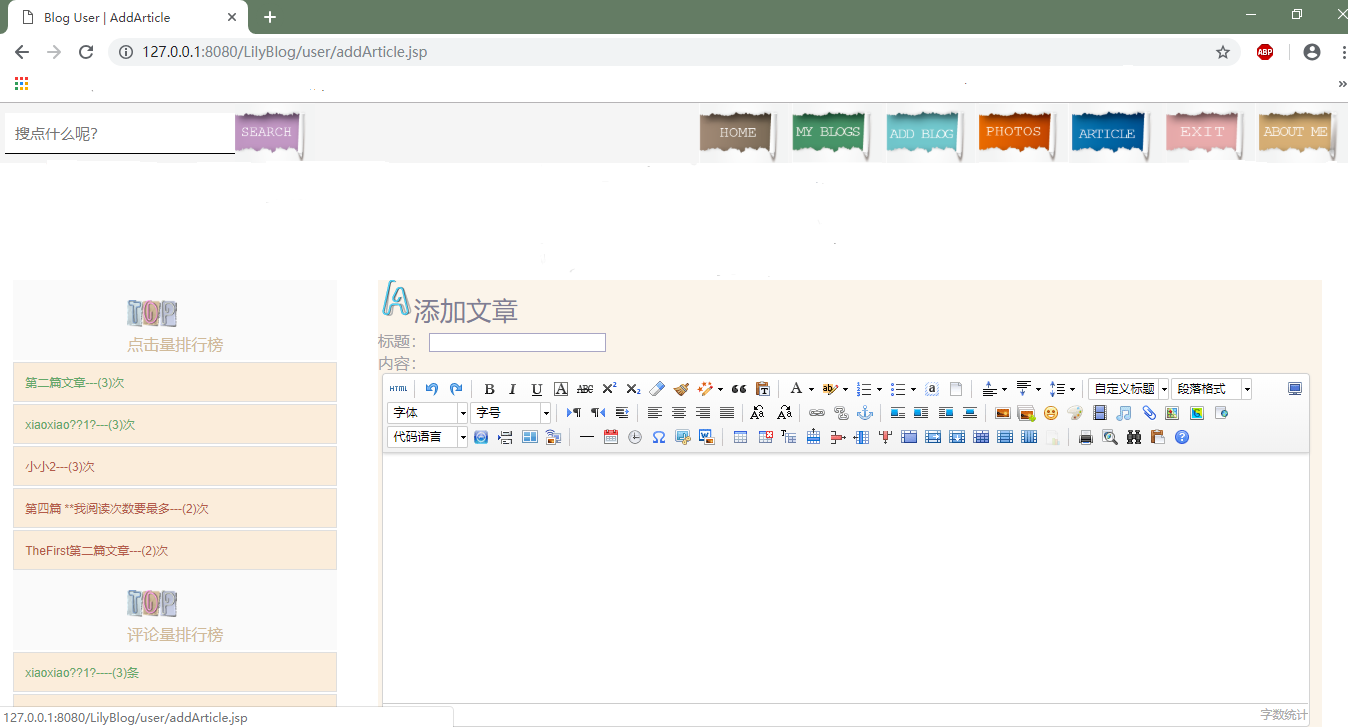 Blog User | AddArticle
127.0.0.1:8080/LilyBlog/user/addArticle.jsp
ABP
搜点什么呢?
SEARCH
HOME
MY BLOGS
ADD BLOG
PHOTOS
ARTICLE
EXIT
ABOUT ME
TOP
点击量排行榜
第二篇文章---(3)次
xiaoxiao??1?---(3)次
小小2---(3)次
第四篇 **我阅读次数要最多---(2)次
TheFirst第二篇文章---(2)次
TOP
评论量排行榜
xiaoxiao??1?----(3)条
A添加文章
标题：
内容：
HTML B I U A ABC X² X₂ 自定义标题 段落格式
字体 字号
代码语言
字数统计
127.0.0.1:8080/LilyBlog/user/addArticle.jsp